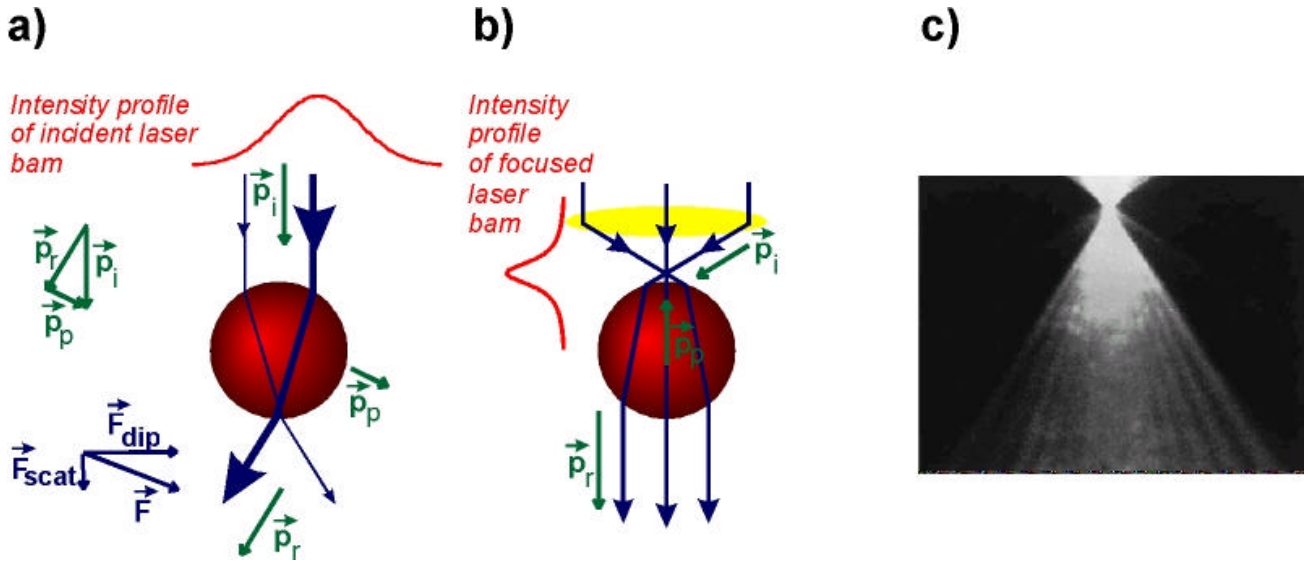 a)
Intensity profile
of incident laser
bam
p⃗i
p⃗r
p⃗i
p⃗p
p⃗p
F⃗dip
F⃗scat
F⃗
p⃗r
b)
Intensity
profile
of focused
laser
bam
p⃗i
p⃗p
p⃗r
c)